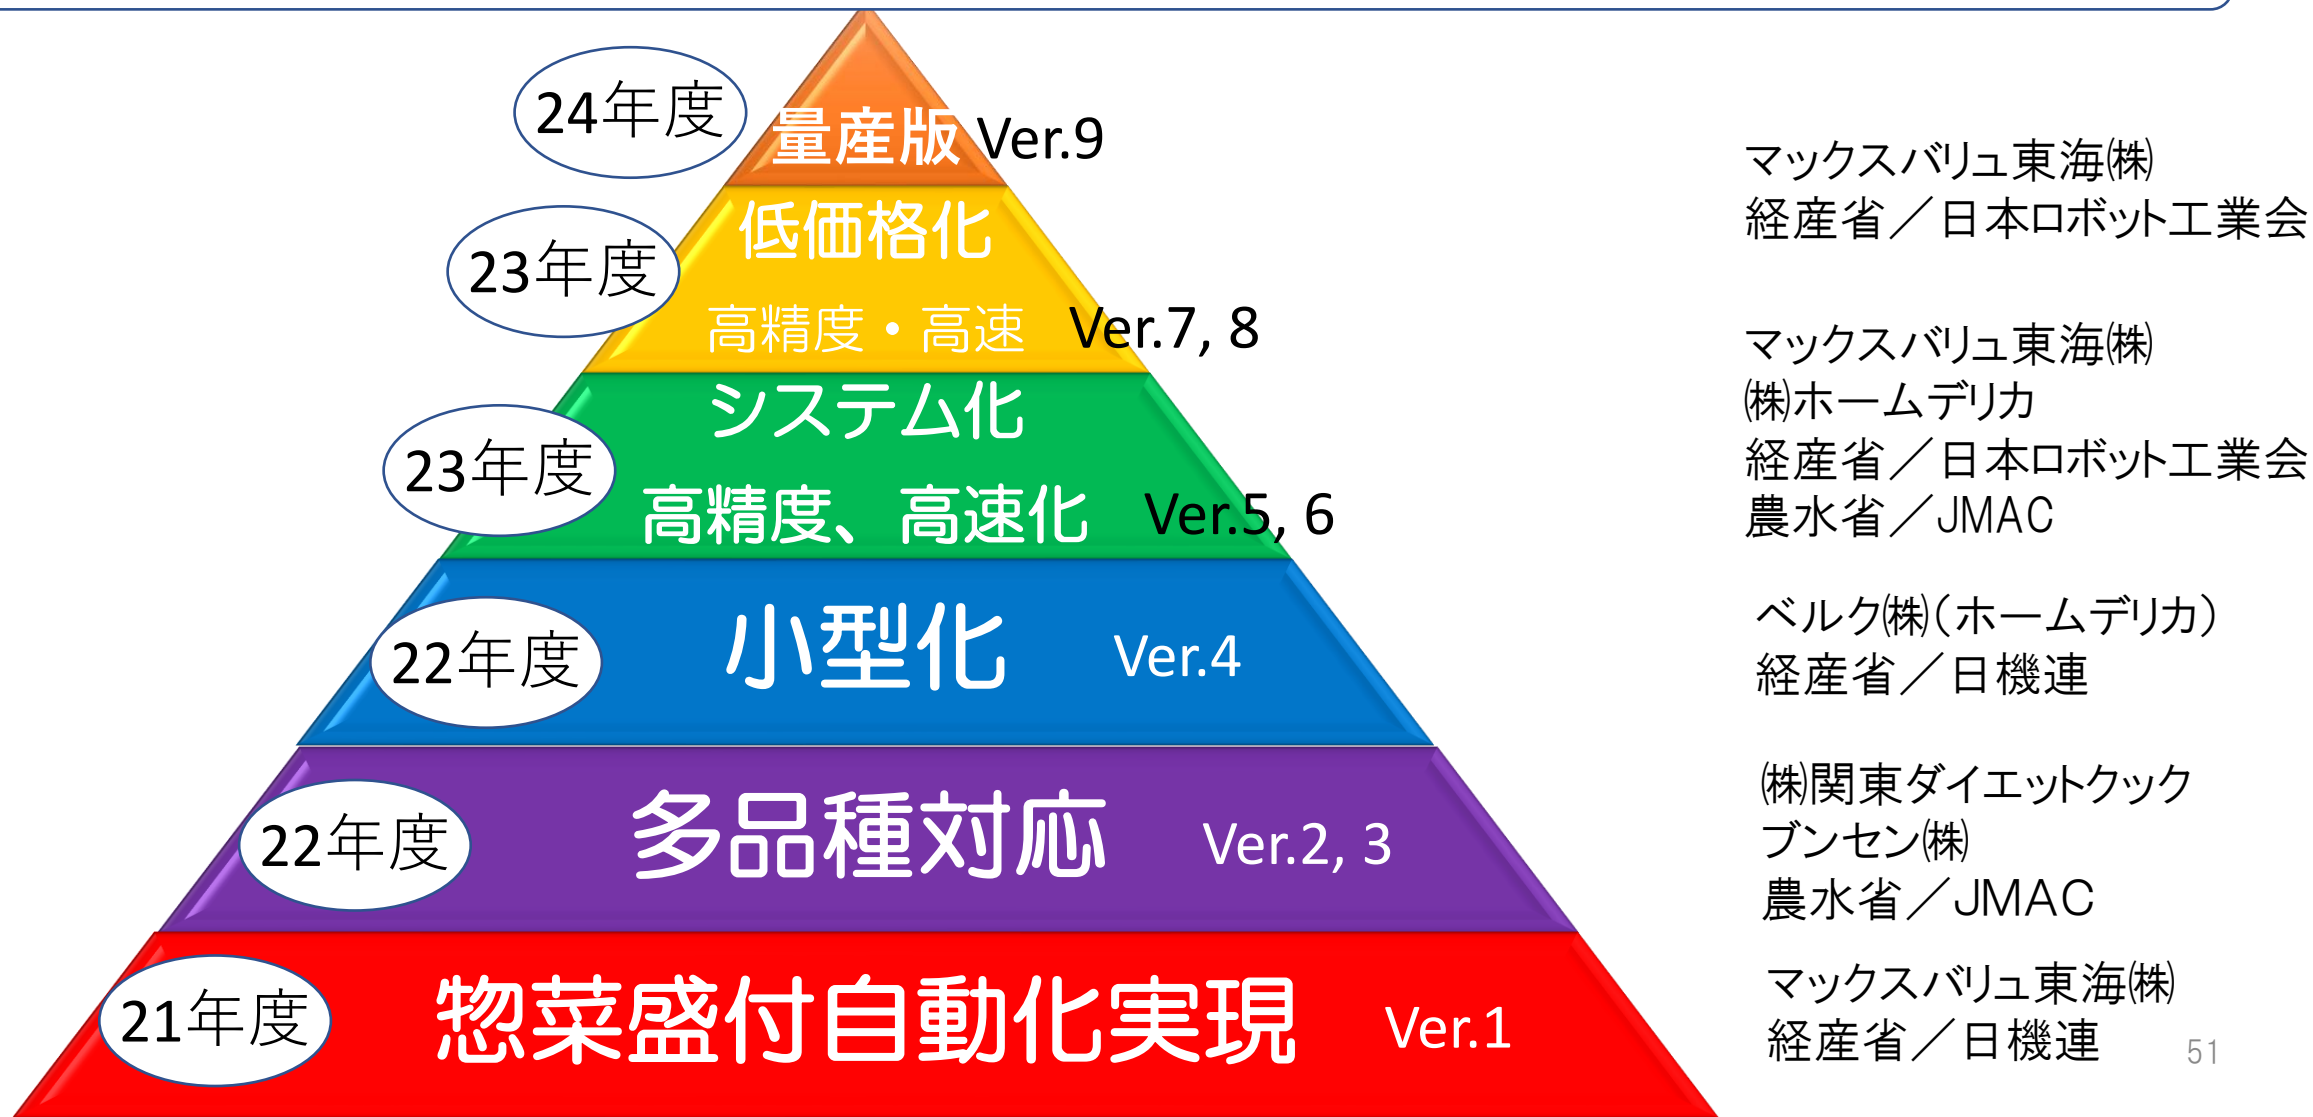 24年度
量産版 Ver.9
マックスバリュ東海㈱
経産省／日本ロボット工業会
23年度
低価格化
高精度・高速 Ver.7, 8
マックスバリュ東海㈱
㈱ホームデリカ
経産省／日本ロボット工業会
農水省／JMAC
23年度
システム化
高精度、高速化 Ver.5, 6
22年度
小型化 Ver.4
ベルク㈱（ホームデリカ）
経産省／日機連
22年度
多品種対応 Ver.2, 3
㈱関東ダイエットクック
ブンセン㈱
農水省／JMAC
21年度
惣菜盛付自動化実現 Ver.1
マックスバリュ東海㈱
経産省／日機連
51